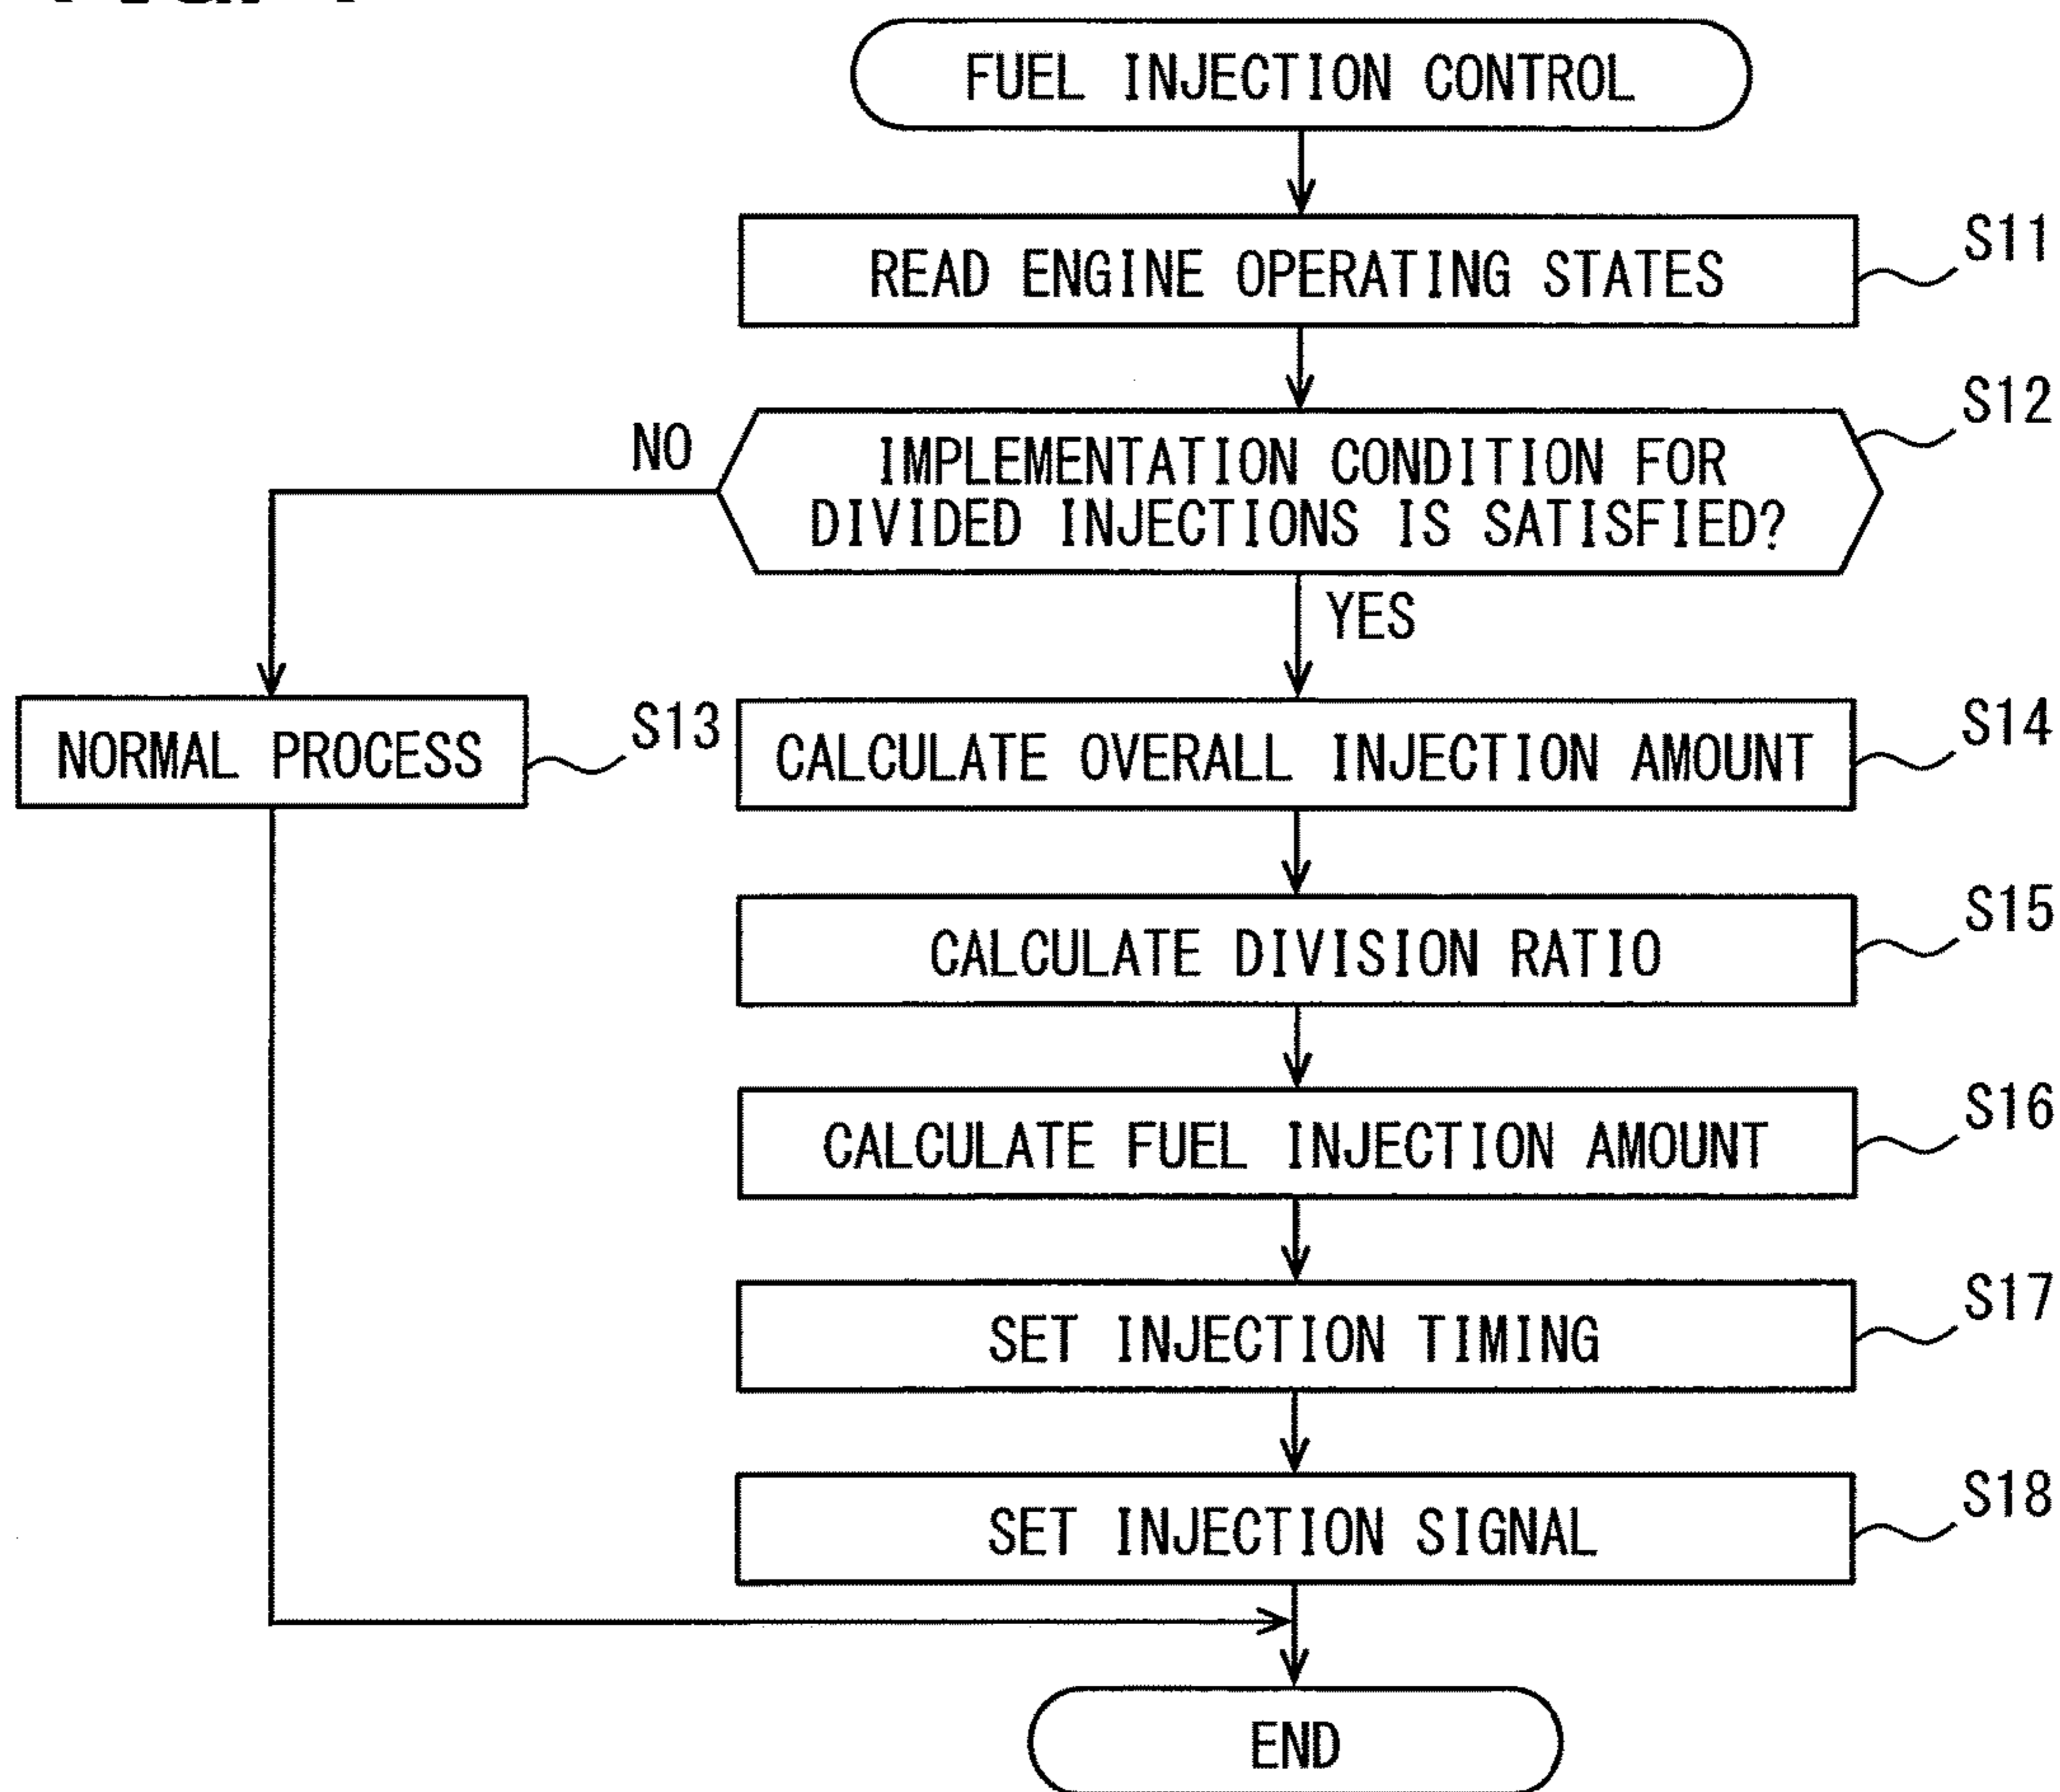 FUEL INJECTION CONTROL
READ ENGINE OPERATING STATES
S11
IMPLEMENTATION CONDITION FOR
DIVIDED INJECTIONS IS SATISFIED?
S12
NO
YES
NORMAL PROCESS
S13
CALCULATE OVERALL INJECTION AMOUNT
S14
CALCULATE DIVISION RATIO
S15
CALCULATE FUEL INJECTION AMOUNT
S16
SET INJECTION TIMING
S17
SET INJECTION SIGNAL
S18
END